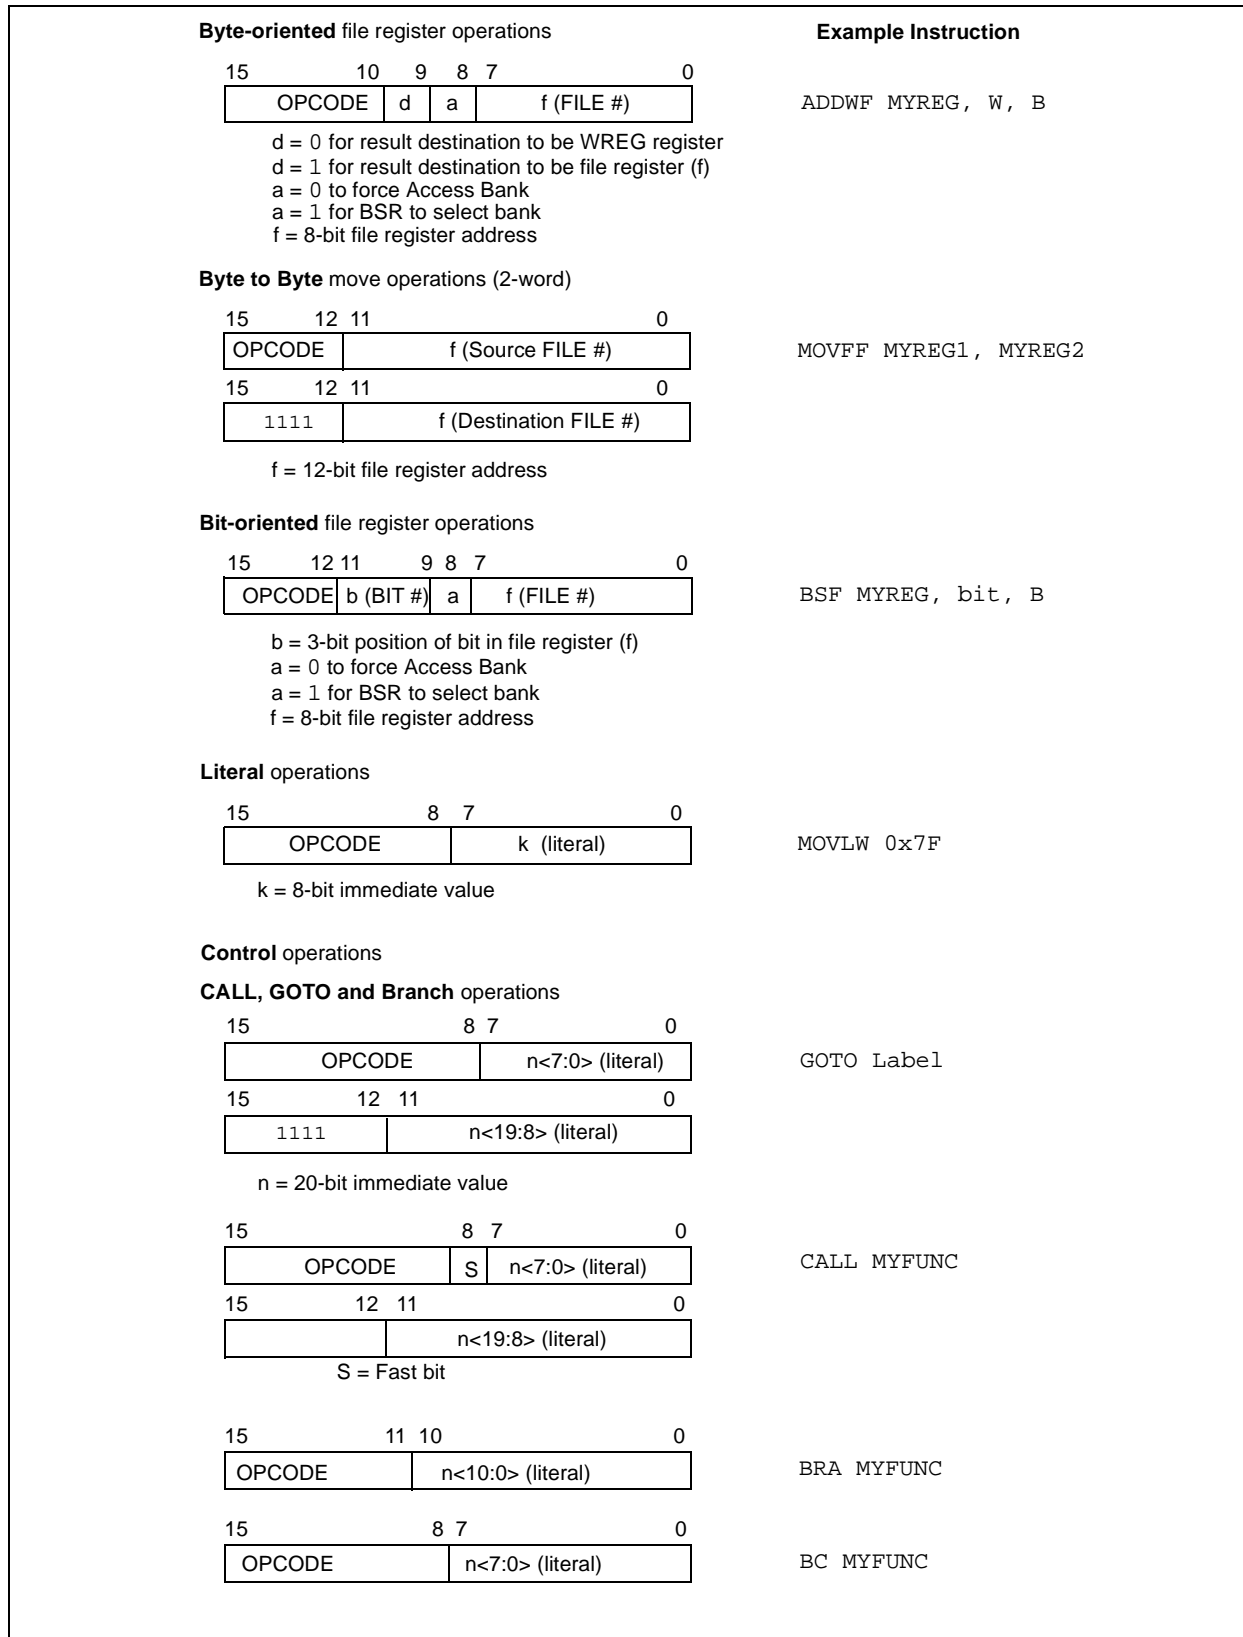 Byte-oriented file register operations
Example Instruction
15 10 9 8 7 0
OPCODE d a f (FILE #)
ADDWF MYREG, W, B
d = 0 for result destination to be WREG register
d = 1 for result destination to be file register (f)
a = 0 to force Access Bank
a = 1 for BSR to select bank
f = 8-bit file register address
Byte to Byte move operations (2-word)
15 12 11 0
OPCODE f (Source FILE #)
MOVFF MYREG1, MYREG2
15 12 11 0
1111 f (Destination FILE #)
f = 12-bit file register address
Bit-oriented file register operations
15 12 11 9 8 7 0
OPCODE b (BIT #) a f (FILE #)
BSF MYREG, bit, B
b = 3-bit position of bit in file register (f)
a = 0 to force Access Bank
a = 1 for BSR to select bank
f = 8-bit file register address
Literal operations
15 8 7 0
OPCODE k (literal)
MOVLW 0x7F
k = 8-bit immediate value
Control operations
CALL, GOTO and Branch operations
15 8 7 0
OPCODE n<7:0> (literal)
GOTO Label
15 12 11 0
1111 n<19:8> (literal)
n = 20-bit immediate value
15 8 7 0
OPCODE S n<7:0> (literal)
CALL MYFUNC
15 12 11 0
n<19:8> (literal)
S = Fast bit
15 11 10 0
OPCODE n<10:0> (literal)
BRA MYFUNC
15 8 7 0
OPCODE n<7:0> (literal)
BC MYFUNC